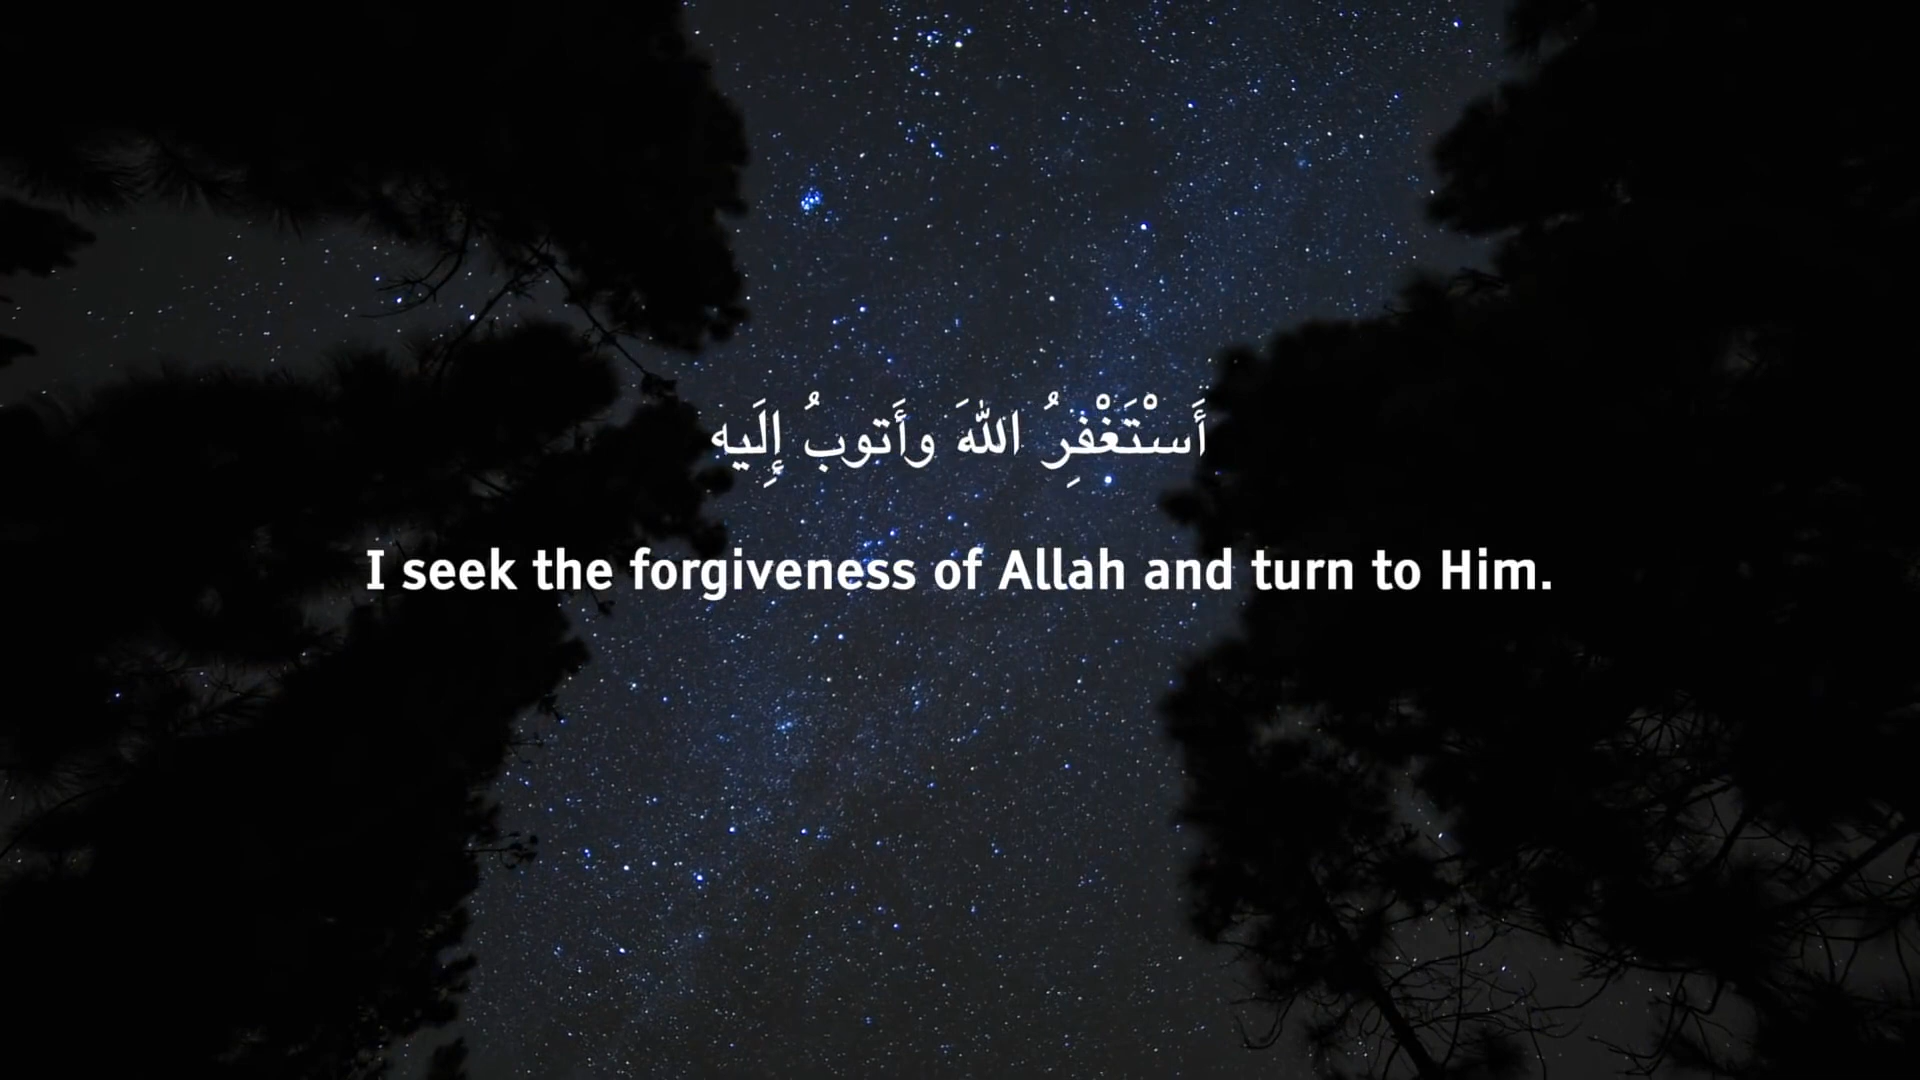 أَسْتَغْفِرُ اللهَ وأَتوبُ إِلَيه
I seek the forgiveness of Allah and turn to Him.